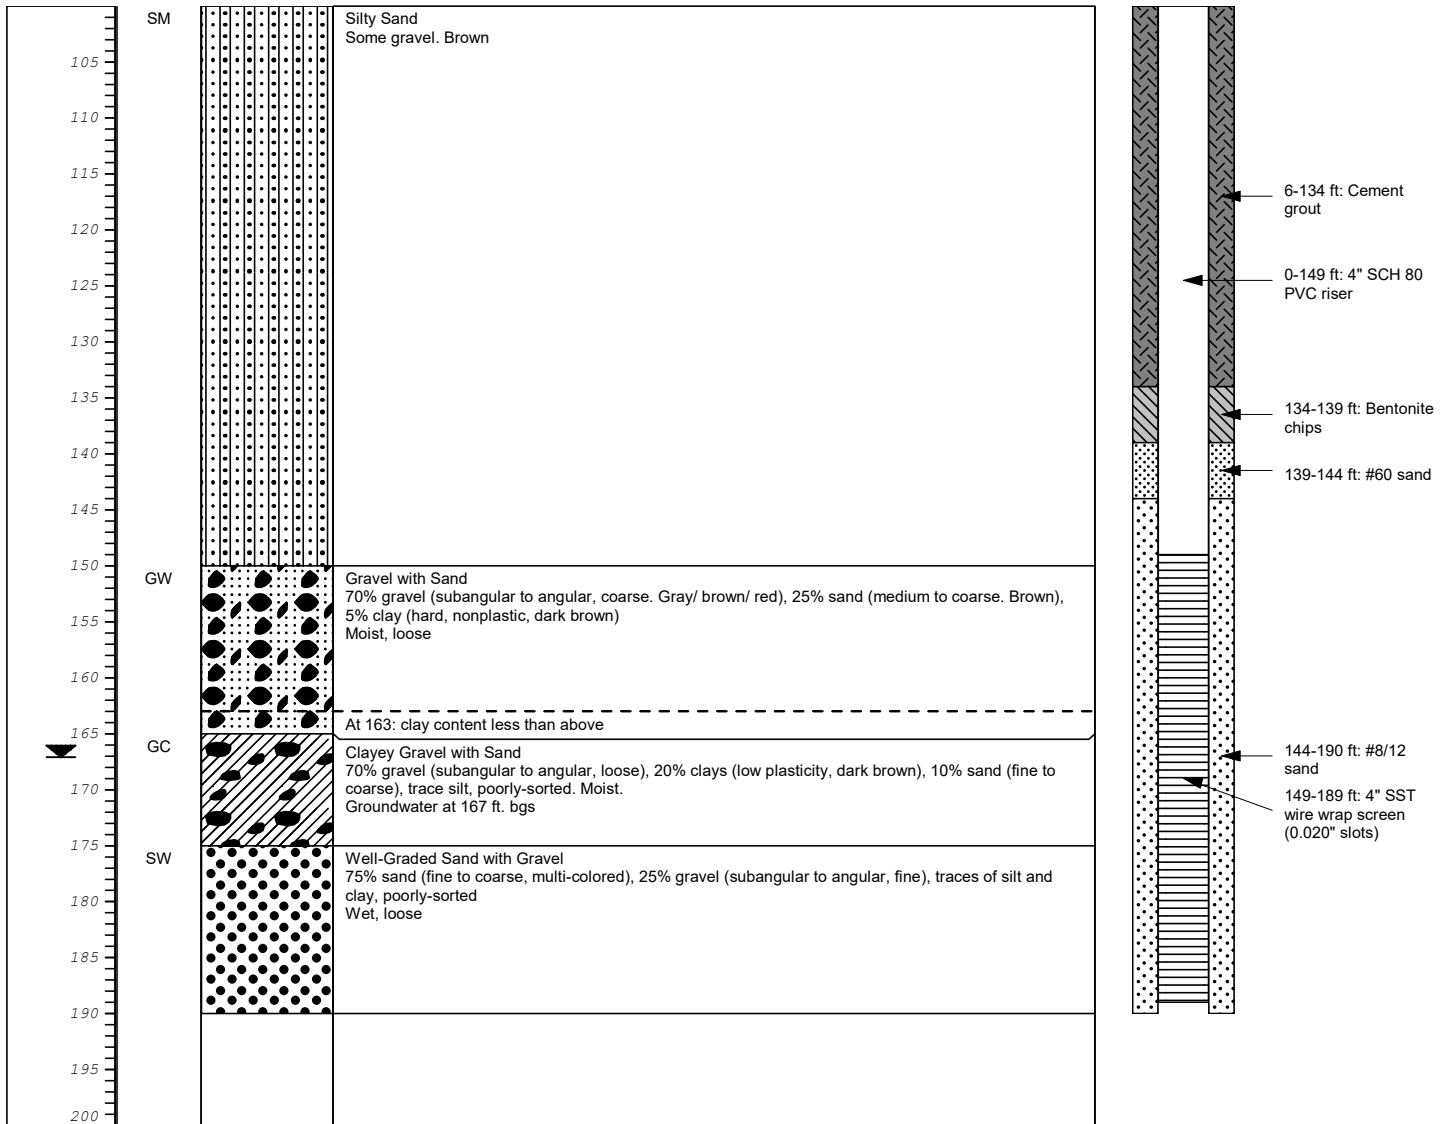 SM
Silty Sand
Some gravel. Brown
105
110
115
6-134 ft: Cement
grout
120
0-149 ft: 4" SCH 80
PVC riser
125
130
135
134-139 ft: Bentonite
chips
140
139-144 ft: #60 sand
145
150
GW
Gravel with Sand
70% gravel (subangular to angular, coarse. Gray/ brown/ red), 25% sand (medium to coarse. Brown),
5% clay (hard, nonplastic, dark brown)
Moist, loose
155
160
At 163: clay content less than above
165
GC
Clayey Gravel with Sand
70% gravel (subangular to angular, loose), 20% clays (low plasticity, dark brown), 10% sand (fine to
coarse), trace silt, poorly-sorted. Moist.
Groundwater at 167 ft. bgs
144-190 ft: #8/12
sand
170
149-189 ft: 4" SST
wire wrap screen
(0.020" slots)
175
SW
Well-Graded Sand with Gravel
75% sand (fine to coarse, multi-colored), 25% gravel (subangular to angular, fine), traces of silt and
clay, poorly-sorted
Wet, loose
180
185
190
195
200